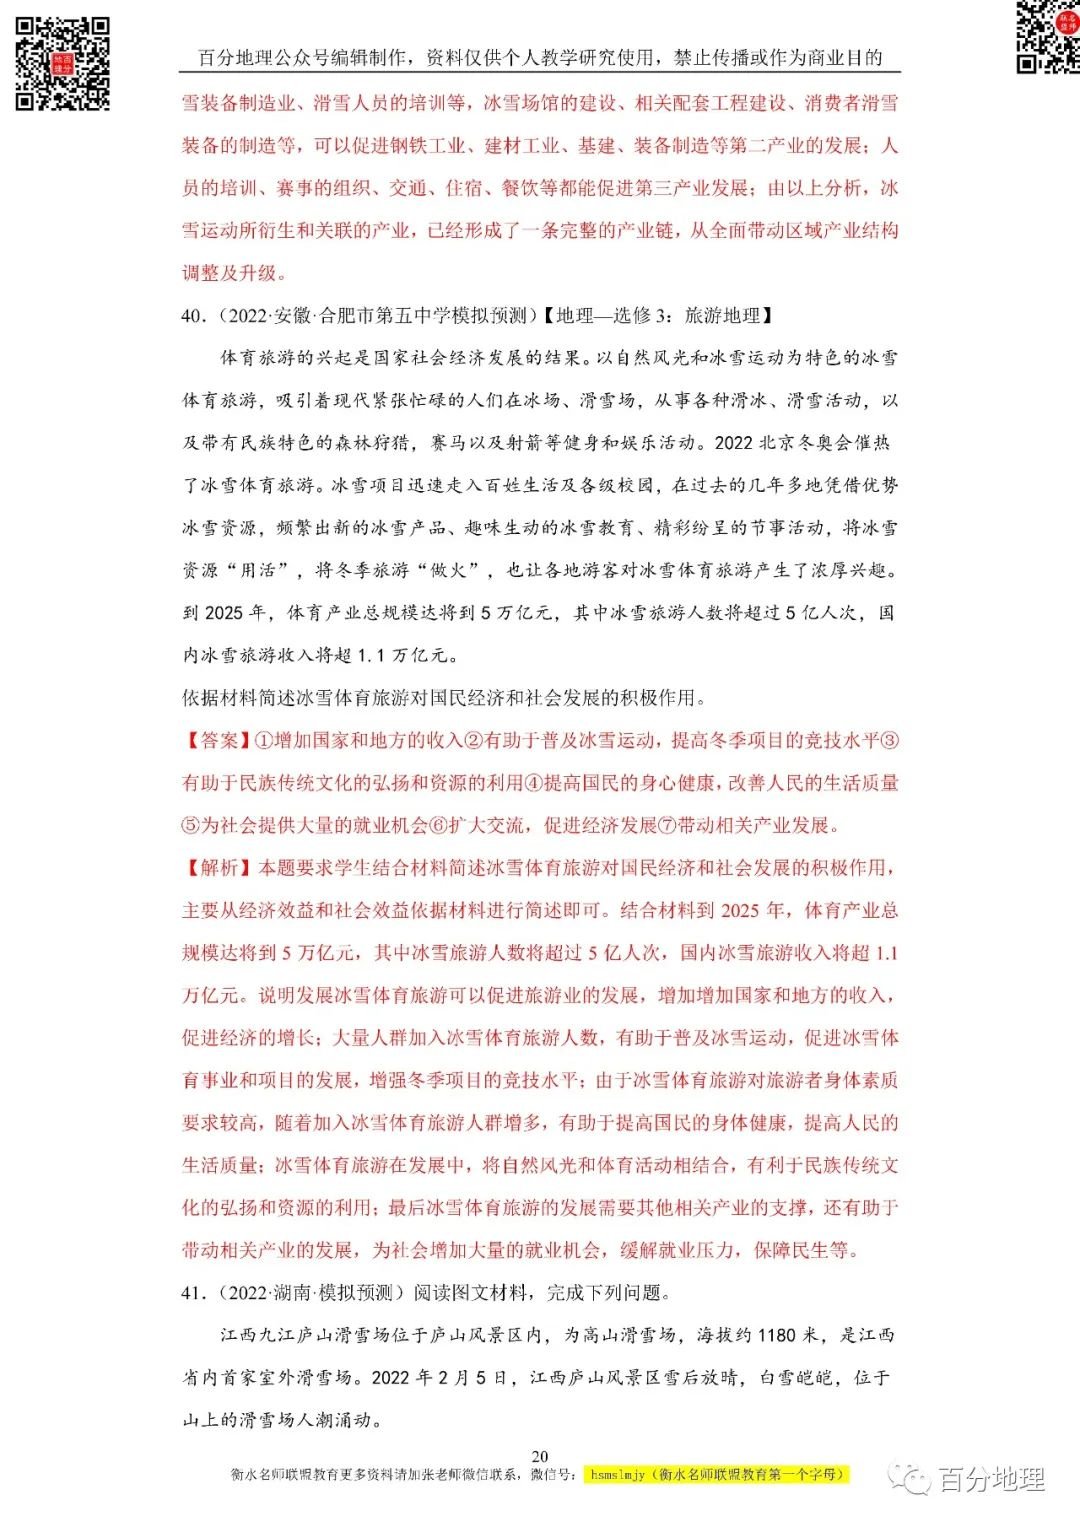 百分地理公众号编辑制作，资料仅供个人教学研究使用，禁止传播或作为商业目的
雪装备制造业、滑雪人员的培训等，冰雪场馆的建设、相关配套工程建设、消费者滑雪
装备的制造等，可以促进钢铁工业、建材工业、基建、装备制造等第二产业的发展；人
员的培训、赛事的组织、交通、住宿、餐饮等都能促进第三产业发展；由以上分析，冰
雪运动所衍生和关联的产业，已经形成了一条完整的产业链，从全面带动区域产业结构
调整及升级。
40．（2022·安徽·合肥市第五中学模拟预测）【地理—选修 3：旅游地理】
体育旅游的兴起是国家社会经济发展的结果。以自然风光和冰雪运动为特色的冰雪
体育旅游，吸引着现代紧张忙碌的人们在冰场、滑雪场，从事各种滑冰、滑雪活动，以
及带有民族特色的森林狩猎，赛马以及射箭等健身和娱乐活动。2022 北京冬奥会催热
了冰雪体育旅游。冰雪项目迅速走入百姓生活及各级校园，在过去的几年多地凭借优势
冰雪资源，频繁出新的冰雪产品、趣味生动的冰雪教育、精彩纷呈的节事活动，将冰雪
资源“用活”，将冬季旅游“做火”，也让各地游客对冰雪体育旅游产生了浓厚兴趣。
到 2025 年，体育产业总规模达将到 5 万亿元，其中冰雪旅游人数将超过 5 亿人次，国
内冰雪旅游收入将超 1.1 万亿元。
依据材料简述冰雪体育旅游对国民经济和社会发展的积极作用。
【答案】①增加国家和地方的收入②有助于普及冰雪运动，提高冬季项目的竞技水平③
有助于民族传统文化的弘扬和资源的利用④提高国民的身心健康，改善人民的生活质量
⑤为社会提供大量的就业机会⑥扩大交流，促进经济发展⑦带动相关产业发展。
【解析】本题要求学生结合材料简述冰雪体育旅游对国民经济和社会发展的积极作用，
主要从经济效益和社会效益依据材料进行简述即可。结合材料到 2025 年，体育产业总
规模达将到 5 万亿元，其中冰雪旅游人数将超过 5 亿人次，国内冰雪旅游收入将超 1.1
万亿元。说明发展冰雪体育旅游可以促进旅游业的发展，增加增加国家和地方的收入，
促进经济的增长；大量人群加入冰雪体育旅游人数，有助于普及冰雪运动，促进冰雪体
育事业和项目的发展，增强冬季项目的竞技水平；由于冰雪体育旅游对旅游者身体素质
要求较高，随着加入冰雪体育旅游人群增多，有助于提高国民的身体健康，提高人民的
生活质量；冰雪体育旅游在发展中，将自然风光和体育活动相结合，有利于民族传统文
化的弘扬和资源的利用；最后冰雪体育旅游的发展需要其他相关产业的支撑，还有助于
带动相关产业的发展，为社会增加大量的就业机会，缓解就业压力，保障民生等。
41．（2022·湖南·模拟预测）阅读图文材料，完成下列问题。
江西九江庐山滑雪场位于庐山风景区内，为高山滑雪场，海拔约 1180 米，是江西
省内首家室外滑雪场。2022 年 2 月 5 日，江西庐山风景区雪后放晴，白雪皑皑，位于
山上的滑雪场人潮涌动。
20
衡水名师联盟教育更多资料请加张老师微信联系，微信号： hsmslmjy（衡水名师联盟教育第一个字母）
百分地理